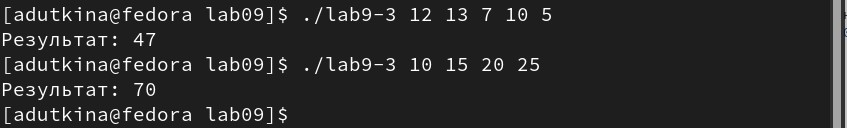 [adutkina@fedora lab09]$ ./lab9-3 12 13 7 10 5
Результат: 47
[adutkina@fedora lab09]$ ./lab9-3 10 15 20 25
Результат: 70
[adutkina@fedora lab09]$